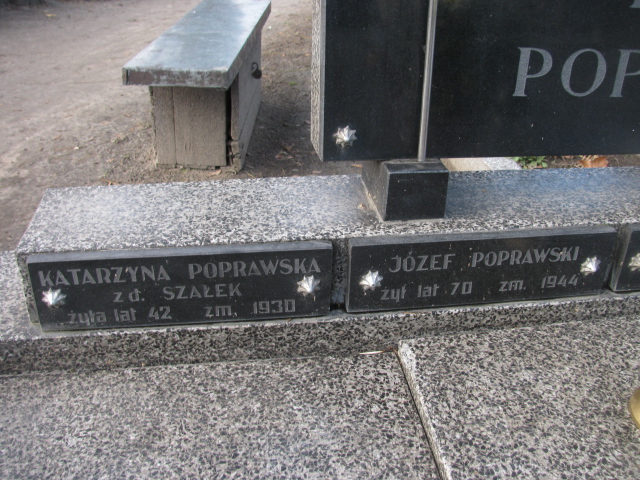 POP
KATARZYNA POPRAWSKA
z d. SZAŁEK
żyła lat 42 zm. 1930
JÓZEF POPRAWSKI
żył lat 70 zm. 1944